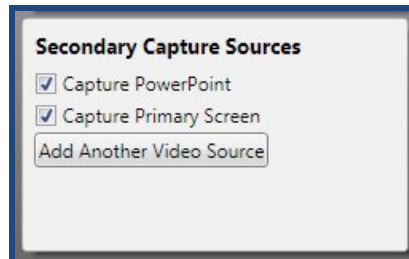 Secondary Capture Sources
Capture PowerPoint
Capture Primary Screen
Add Another Video Source